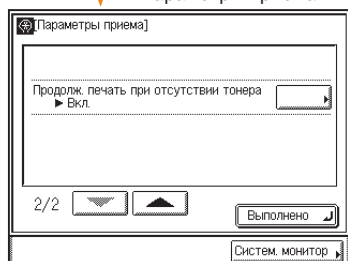 [Параметры приема]
Продолж. печать при отсутствии тонера
► Вкл.
2/2
Выполнено
Систем. монитор